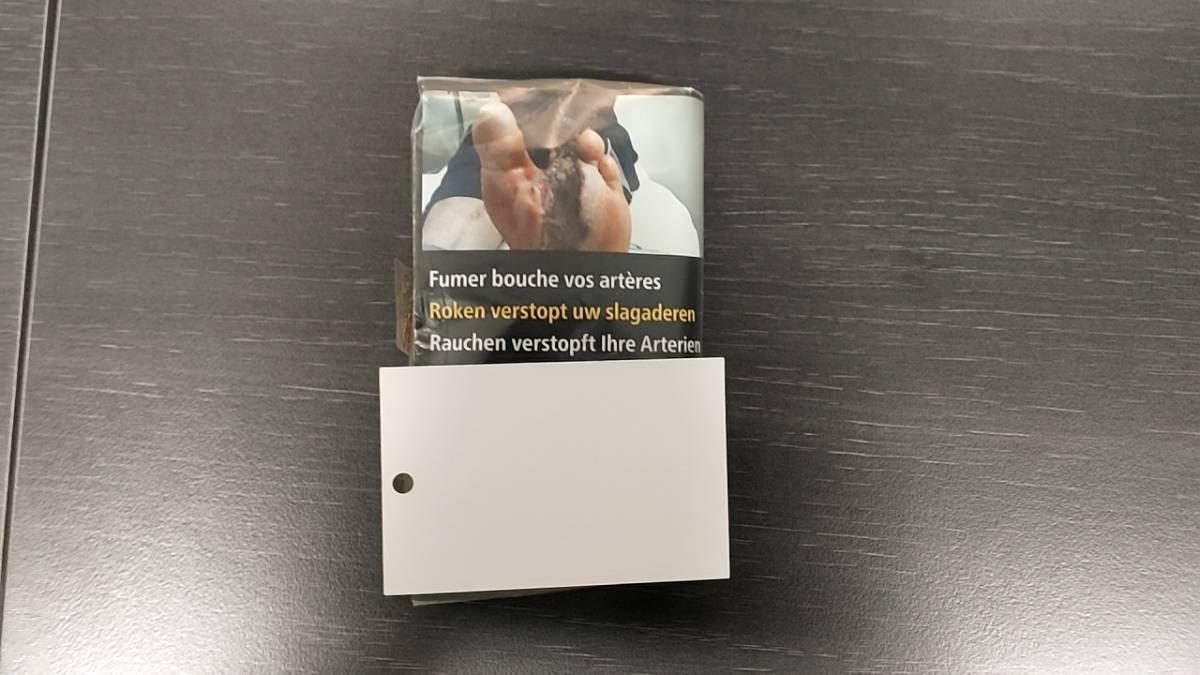 Fumer bouche vos artères
Roken verstopt uw slagaderen
Rauchen verstopft Ihre Arterien